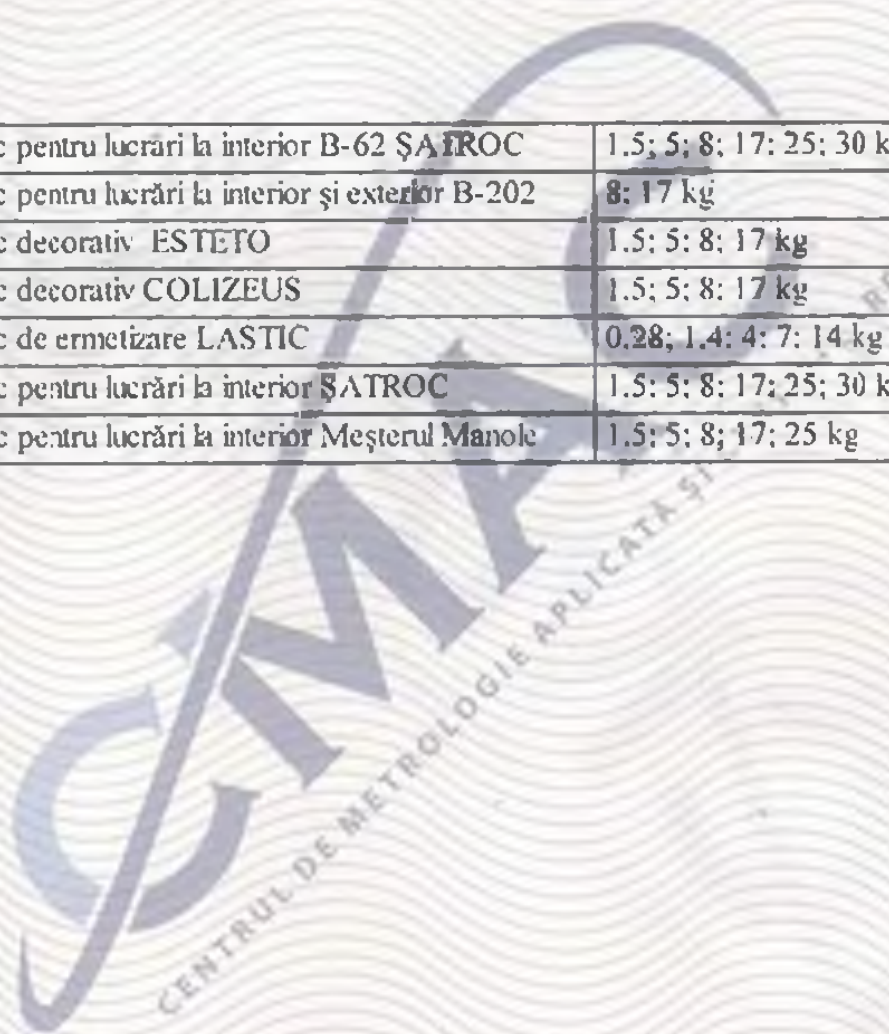 c pentru lucrari la interior B-62 ŞATROC 1.5; 5; 8; 17; 25; 30 k
c pentru lucrări la interior şi exterior B-202 8; 17 kg
c decorativ ESTETO 1.5; 5; 8; 17 kg
c decorativ COLIZEUS 1.5; 5; 8; 17 kg
c de ermetizare LASTIC 0.28; 1.4; 4; 7; 14 kg
c pentru lucrări la interior ŞATROC 1.5; 5; 8; 17; 25; 30 k
c pentru lucrări la interior Meşterul Manole 1.5; 5; 8; 17; 25 kg
CMAC
CENTRUL DE METROLOGIE APLICATĂ ŞI